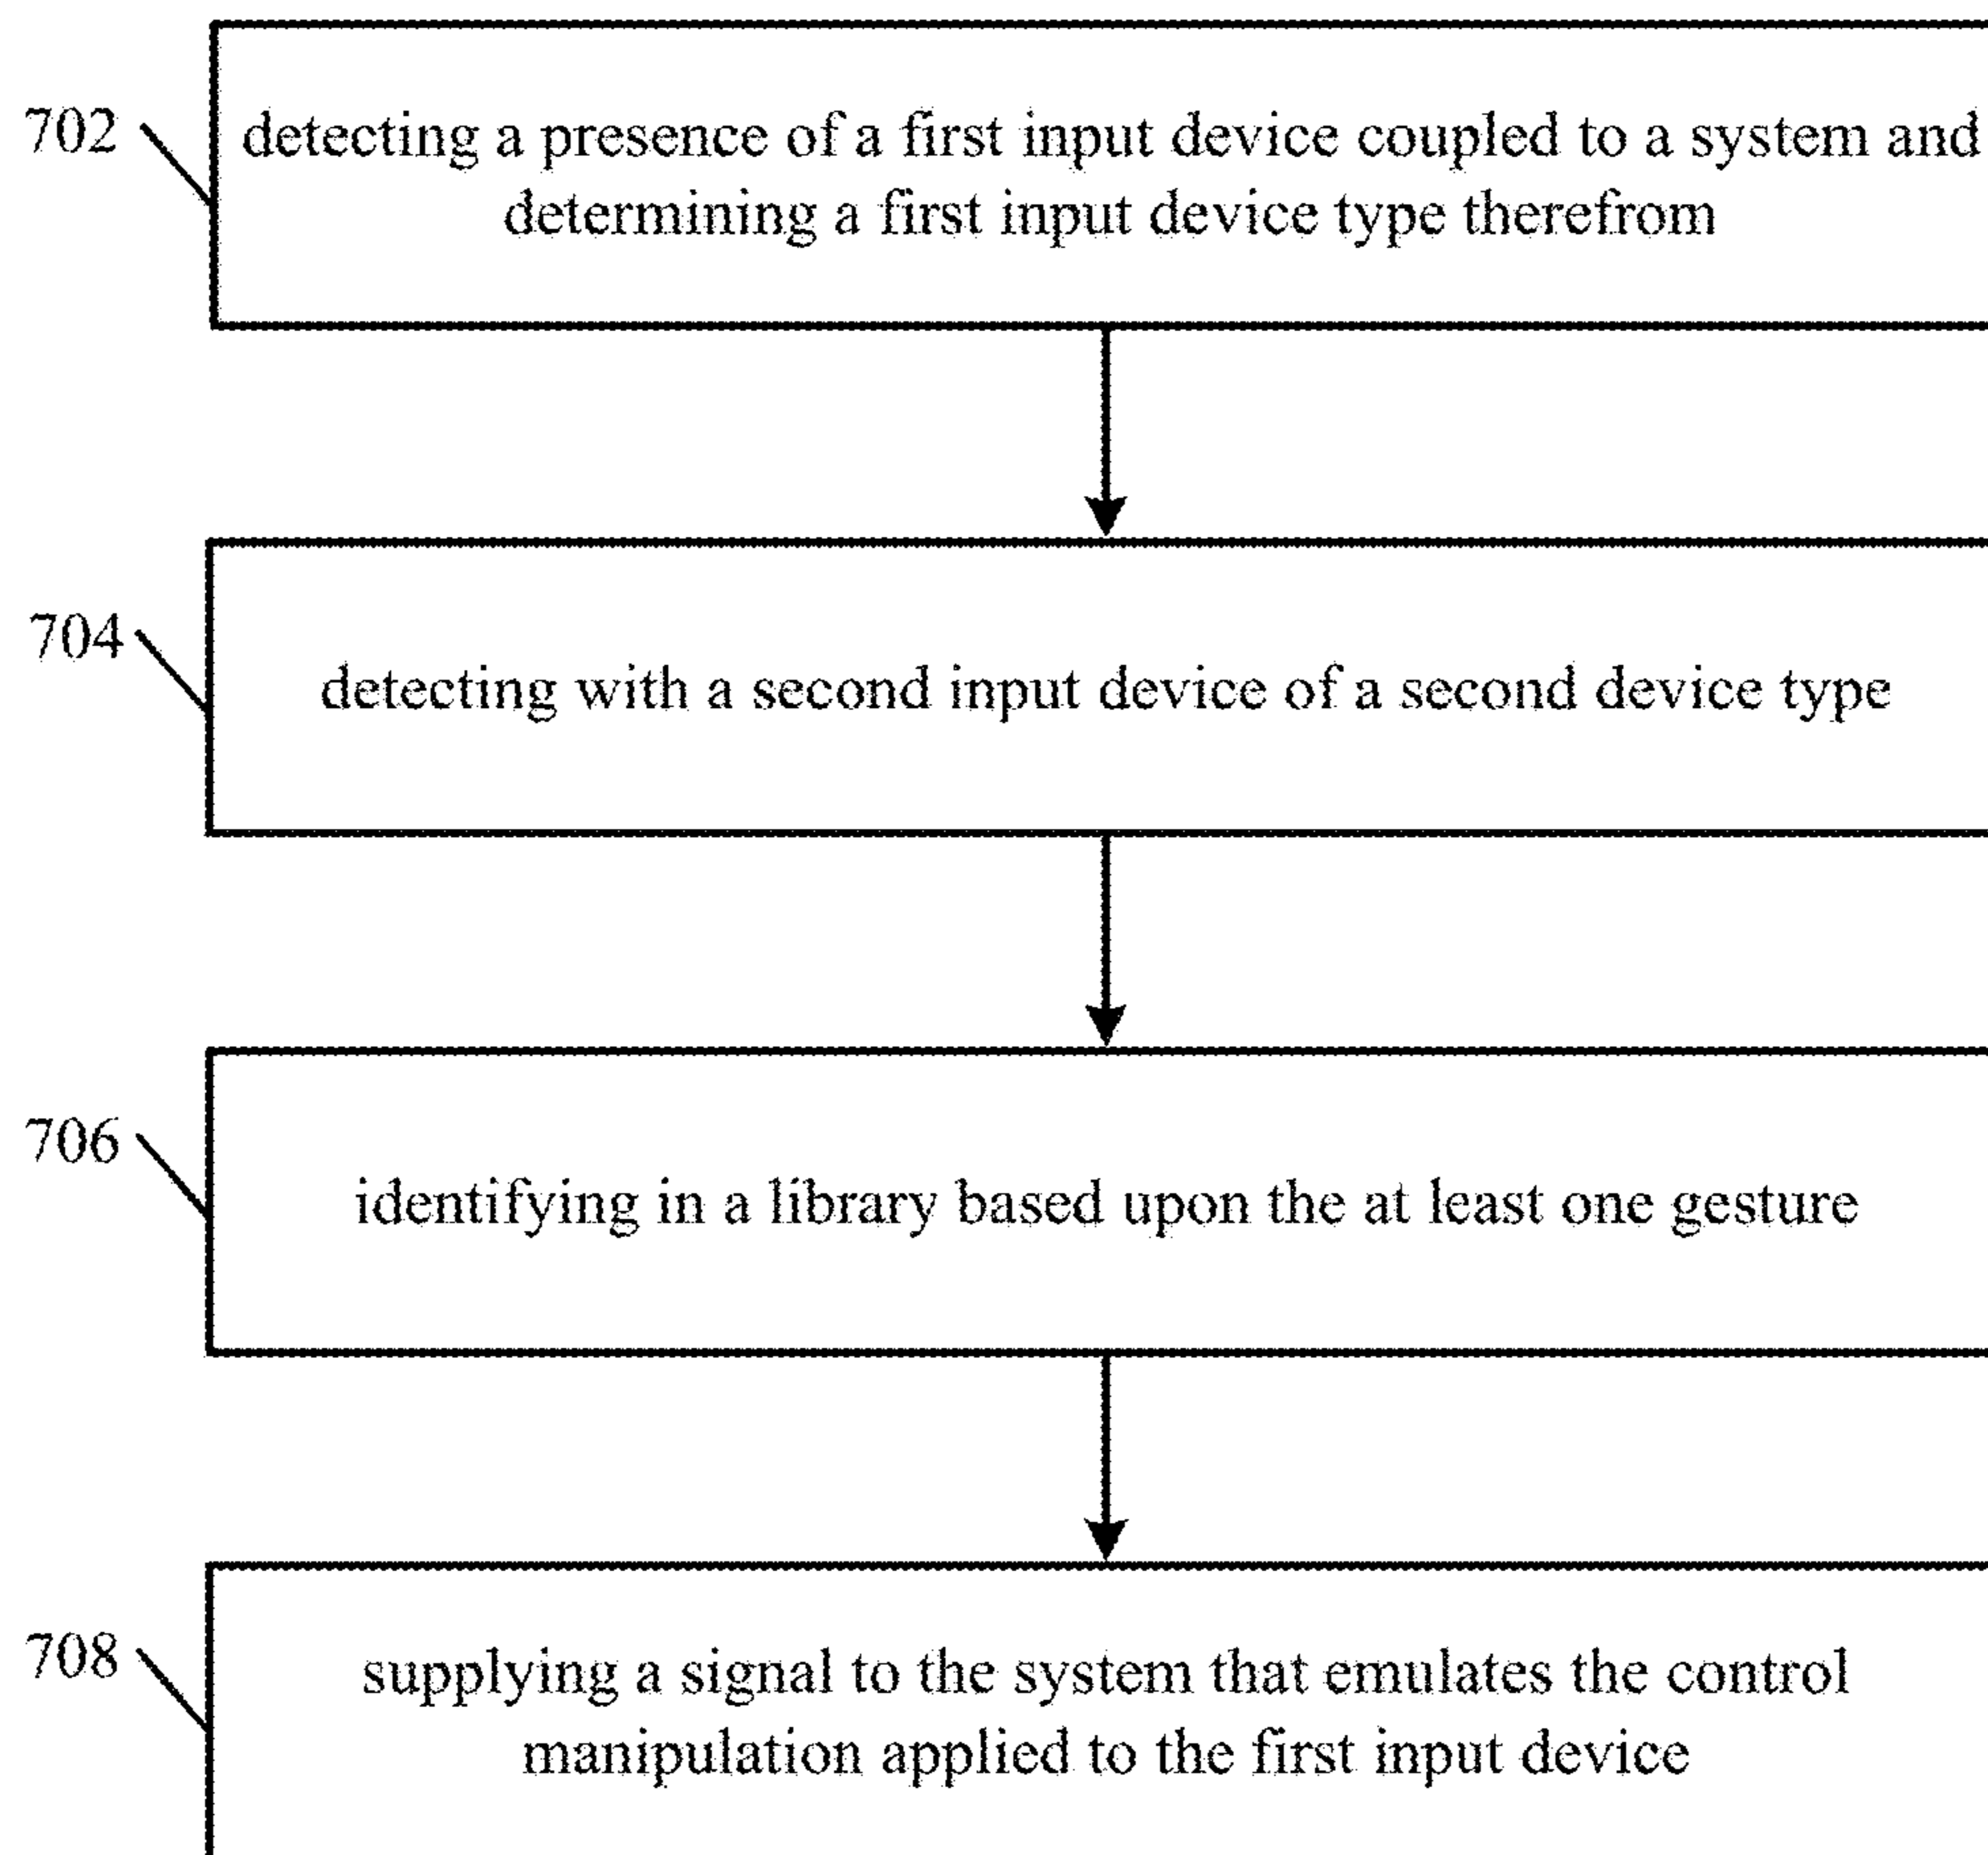 702
detecting a presence of a first input device coupled to a system and
determining a first input device type therefrom
704
detecting with a second input device of a second device type
706
identifying in a library based upon the at least one gesture
708
supplying a signal to the system that emulates the control
manipulation applied to the first input device